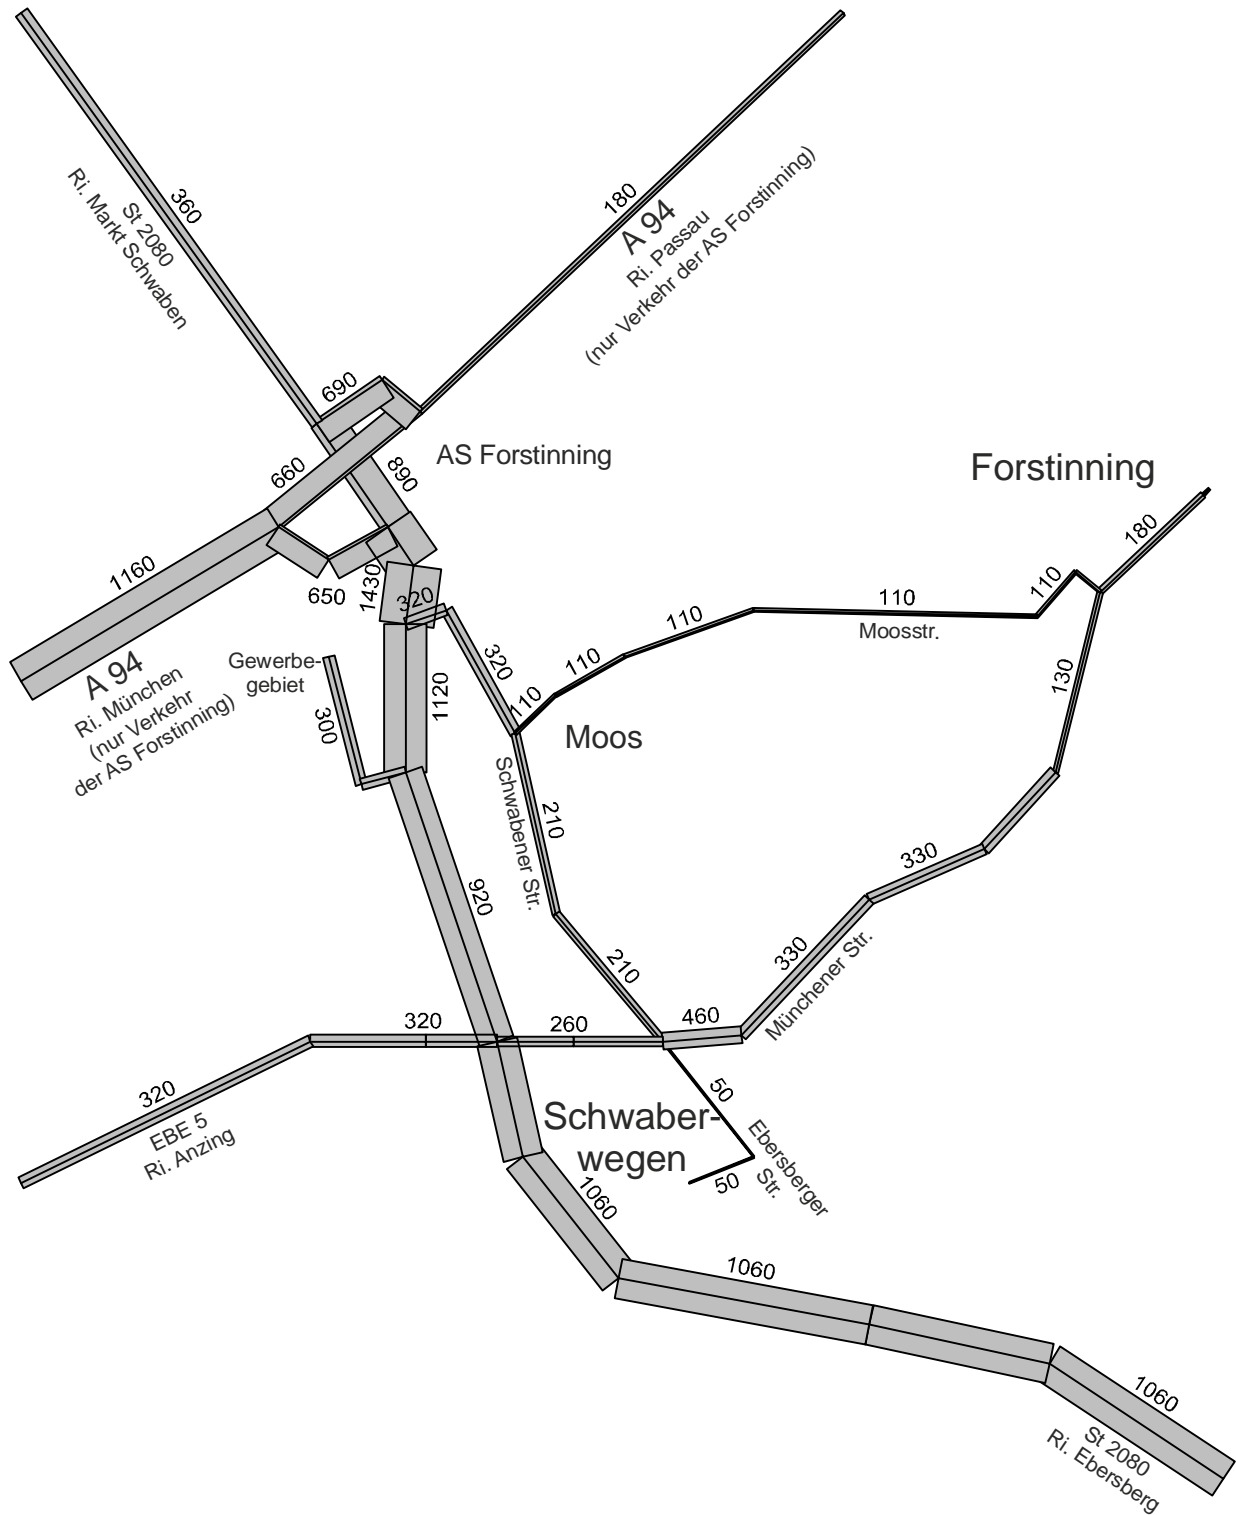 360
St 2080
Ri. Markt Schwaben
180
A 94
Ri. Passau
(nur Verkehr der AS Forstinning)
690
AS Forstinning
660
890
Forstinning
180
1160
650
1430
320
A 94
Ri. München
(nur Verkehr
der AS Forstinning)
Gewerbe-
gebiet
300
1120
320
110
110
110
110
110
Moosstr.
Moos
130
Schwabener Str.
210
920
210
330
330
Münchener Str.
320
260
460
320
EBE 5
Ri. Anzing
50
Schwaber-
wegen
50
Ebersberger
Str.
1060
1060
1060
St 2080
Ri. Ebersberg